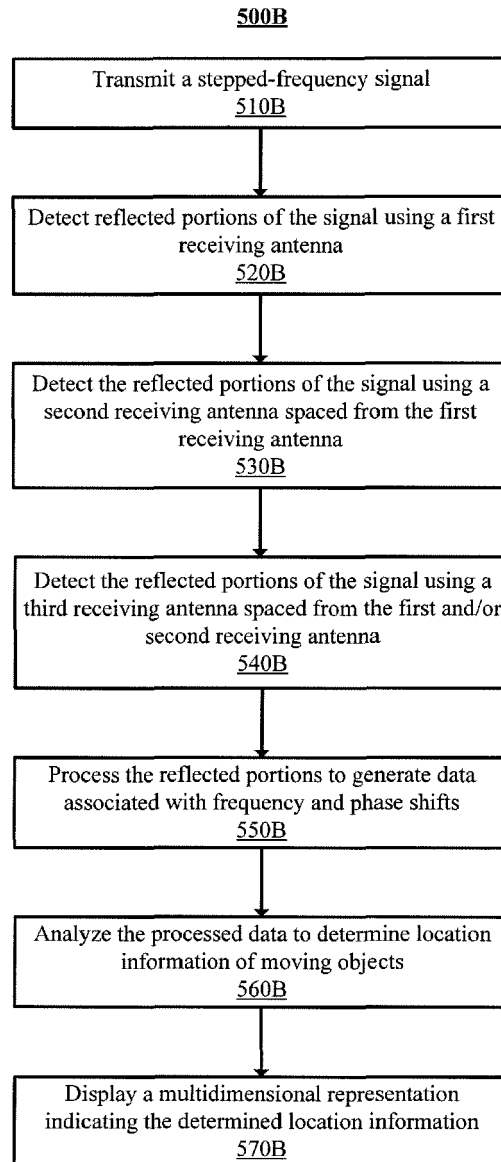 500B
Transmit a stepped-frequency signal
510B
Detect reflected portions of the signal using a first
receiving antenna
520B
Detect the reflected portions of the signal using a
second receiving antenna spaced from the first
receiving antenna
530B
Detect the reflected portions of the signal using a
third receiving antenna spaced from the first and/or
second receiving antenna
540B
Process the reflected portions to generate data
associated with frequency and phase shifts
550B
Analyze the processed data to determine location
information of moving objects
560B
Display a multidimensional representation
indicating the determined location information
570B